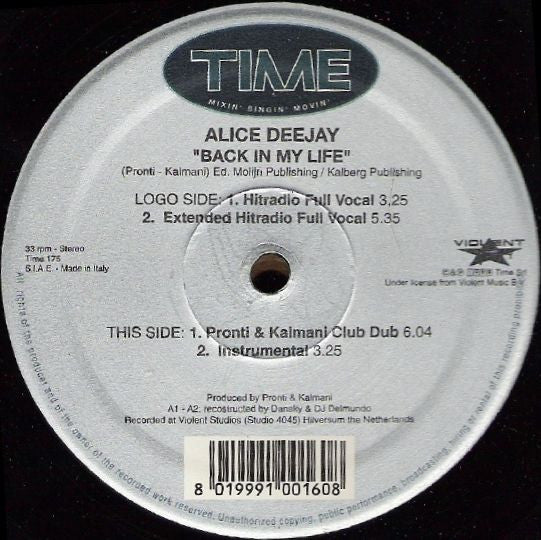 TIME
MIXIN' SINGIN' MOVIN'
ALICE DEEJAY
"BACK IN MY LIFE"
(Pronti - Kalmani) Ed. Molijn Publishing / Kalberg Publishing
LOGO SIDE: 1. Hitradio Full Vocal 3,25
2. Extended Hitradio Full Vocal 5.35
33 rpm - Stereo
Time 175
S.I.A.E. - Made in Italy
VIOLENT
Time Srl
Under license from Violent Music B.V.
THIS SIDE: 1. Pronti & Kalmani Club Dub 6.04
2. Instrumental 3.25
Produced by Pronti & Kalmani
A1 - A2: recostructed by Dansky & DJ Delmundo
Recorded at Violent Studios (Studio 4045) Hilversum the Netherlands
8 019991 001608
All rights of the producer and of the owner of the recorded work reserved. Unauthorized copying, public performance, broadcasting, hiring or rental of this recording prohibited